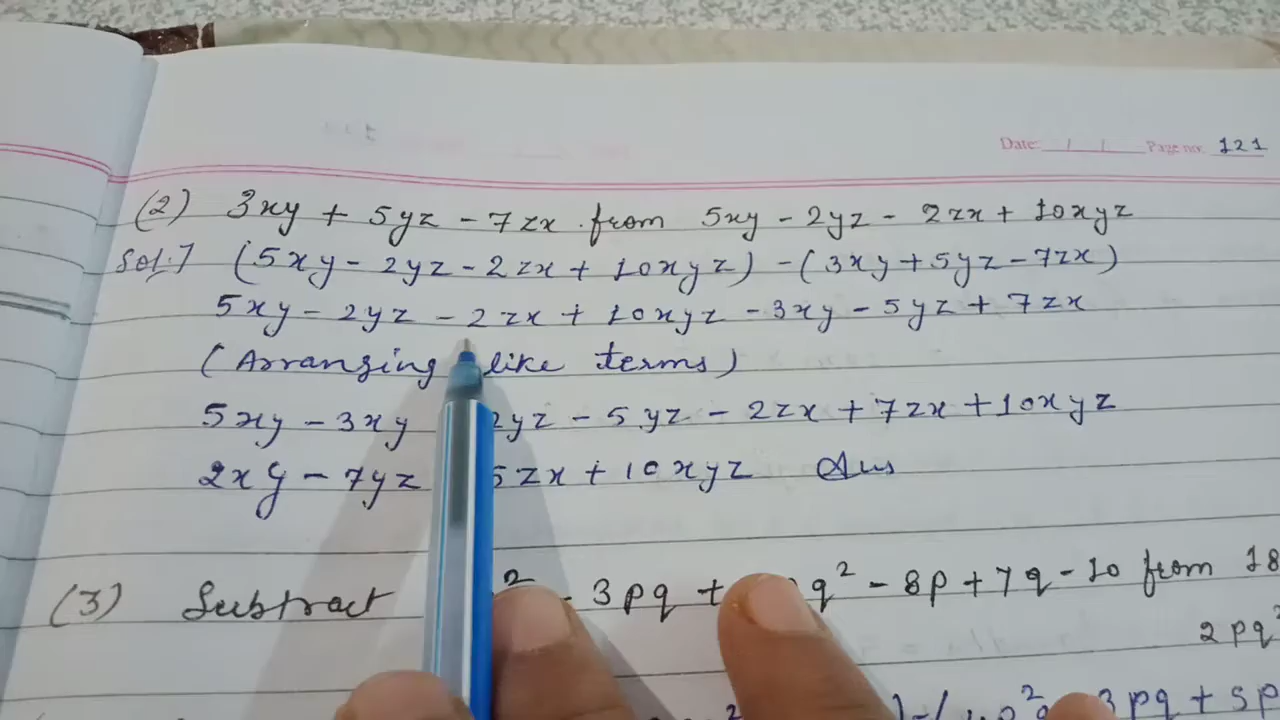 Date: / / Page no: 121
(2) 3xy + 5yz - 7zx from 5xy - 2yz - 2zx + 10xyz
Sol:] (5xy - 2yz - 2zx + 10xyz) - (3xy + 5yz - 7zx)
5xy - 2yz - 2zx + 10xyz - 3xy - 5yz + 7zx
(Arranging like terms)
5xy - 3xy 2yz - 5yz - 2zx + 7zx + 10xyz
2xy - 7yz 5zx + 10xyz Ans
(3) Subtract 2 - 3pq + q² - 8p + 7q - 10 from 18
2pq²
) - ( 3pq + 5p